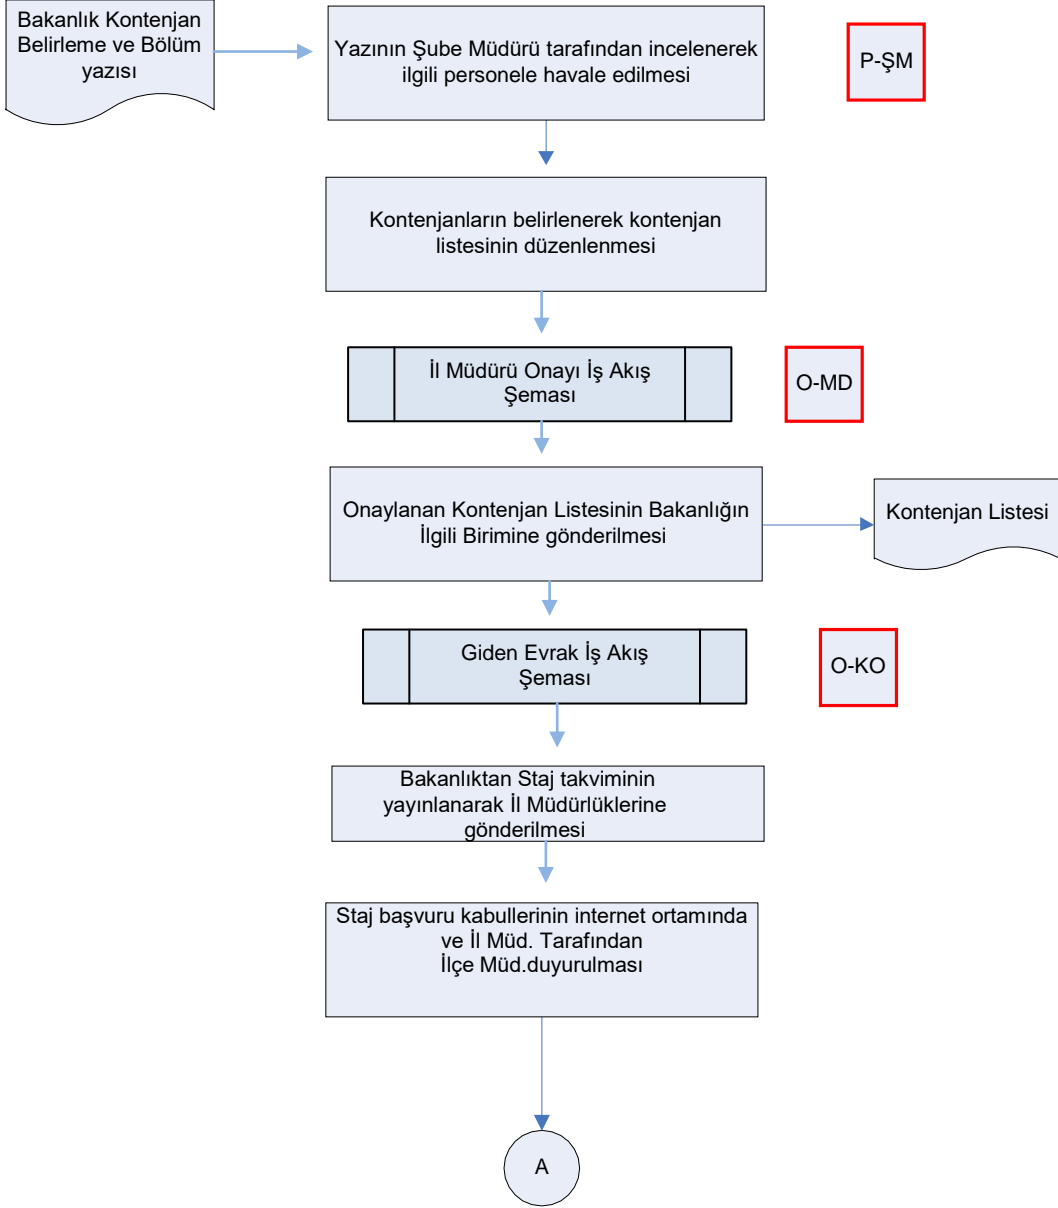 Bakanlık Kontenjan
Belirleme ve Bölüm
yazısı
Yazının Şube Müdürü tarafından incelenerek
ilgili personele havale edilmesi
P-ŞM
Kontenjanların belirlenerek kontenjan
listesinin düzenlenmesi
İl Müdürü Onayı İş Akış
Şeması
O-MD
Onaylanan Kontenjan Listesinin Bakanlığın
İlgili Birimine gönderilmesi
Kontenjan Listesi
Giden Evrak İş Akış
Şeması
O-KO
Bakanlıktan Staj takviminin
yayınlanarak İl Müdürlüklerine
gönderilmesi
Staj başvuru kabullerinin internet ortamında
ve İl Müd. Tarafından
İlçe Müd.duyurulması
A